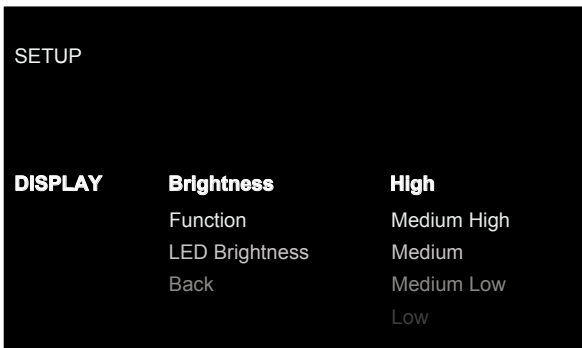 SETUP
DISPLAY Brightness High
Function Medium High
LED Brightness Medium
Back Medium Low
Low